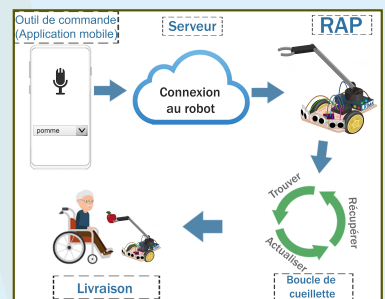 Outil de commande
(Application mobile)
Serveur
RAP
pomme
Connexion
au robot
Trouver
Récupérer
Actualiser
Livraison
Boucle de
cueillette